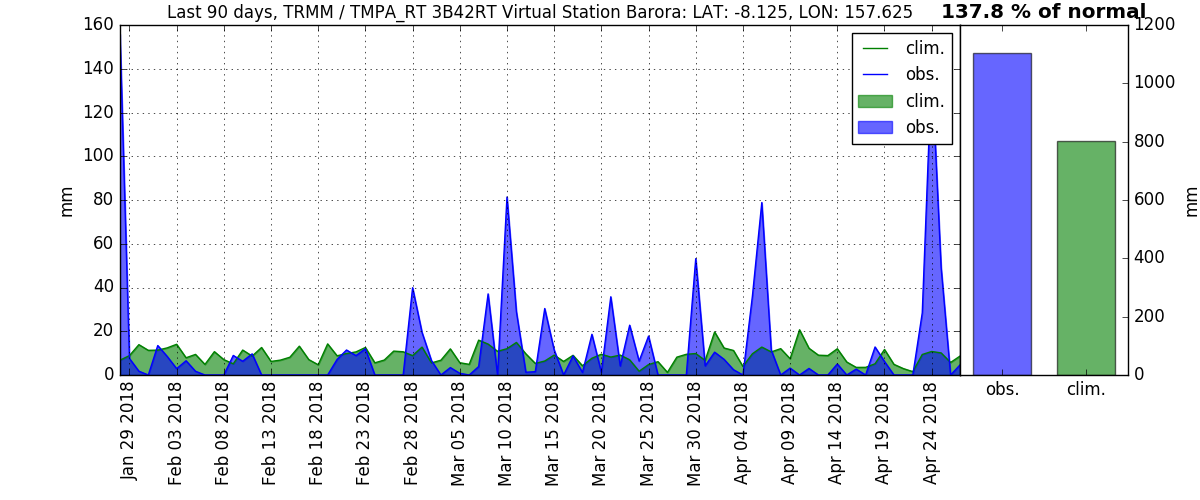 Last 90 days, TRMM / TMPA_RT 3B42RT Virtual Station Barora: LAT: -8.125, LON: 157.625
137.8 % of normal
160
140
120
100
80
60
40
20
0
mm
clim.
obs.
clim.
obs.
1200
1000
800
600
400
200
0
mm
obs.
clim.
Jan 29 2018
Feb 03 2018
Feb 08 2018
Feb 13 2018
Feb 18 2018
Feb 23 2018
Feb 28 2018
Mar 05 2018
Mar 10 2018
Mar 15 2018
Mar 20 2018
Mar 25 2018
Mar 30 2018
Apr 04 2018
Apr 09 2018
Apr 14 2018
Apr 19 2018
Apr 24 2018